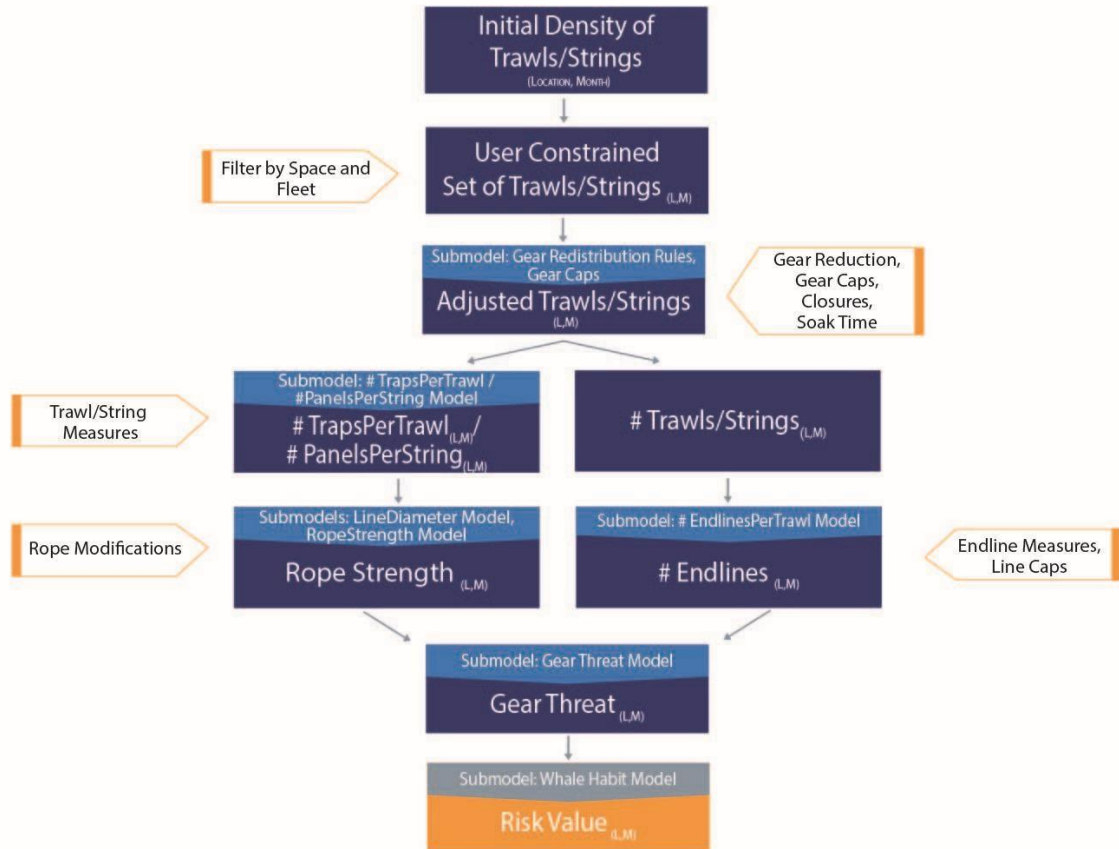 Initial Density of
Trawls/Strings
(Location, Month)
Filter by Space and
Fleet
User Constrained
Set of Trawls/Strings (L,M)
Submodel: Gear Redistribution Rules,
Gear Caps
Adjusted Trawls/Strings
(L,M)
Gear Reduction,
Gear Caps,
Closures,
Soak Time
Trawl/String
Measures
Submodel: # TrapsPerTrawl /
#PanelsPerString Model
# TrapsPerTrawl(L,M)/
# PanelsPerString(L,M)
# Trawls/Strings(L,M)
Rope Modifications
Submodels: LineDiameter Model,
RopeStrength Model
Rope Strength (L,M)
Submodel: # EndlinesPerTrawl Model
# Endlines (L,M)
Endline Measures,
Line Caps
Submodel: Gear Threat Model
Gear Threat (L,M)
Submodel: Whale Habit Model
Risk Value (L,M)